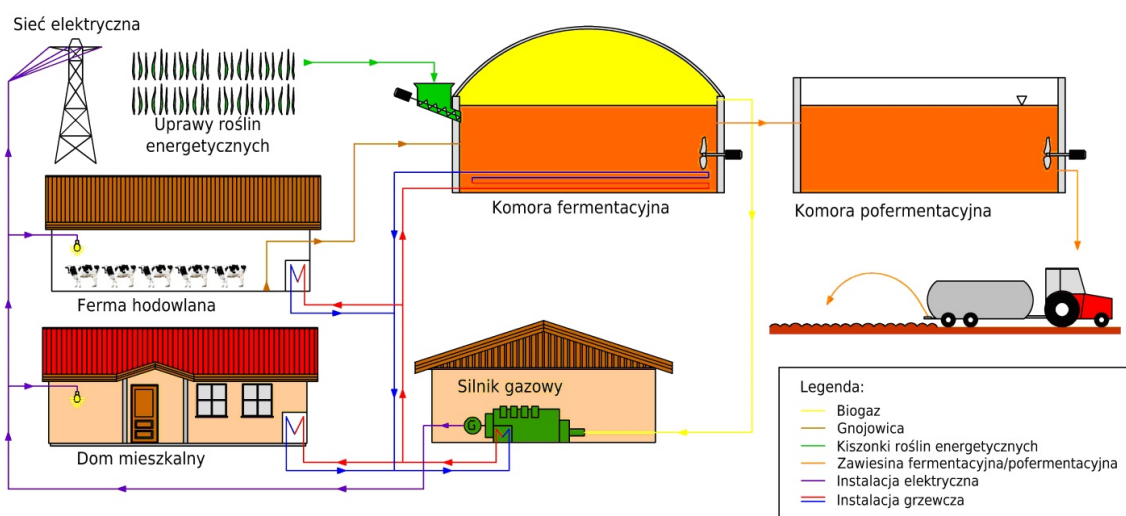 Sieć elektryczna
Uprawy roślin
energetycznych
Komora fermentacyjna
Komora pofermentacyjna
Ferma hodowlana
Silnik gazowy
G
Dom mieszkalny
Legenda:
Biogaz
Gnojowica
Kiszonki roślin energetycznych
Zawiesina fermentacyjna/pofermentacyjna
Instalacja elektryczna
Instalacja grzewcza